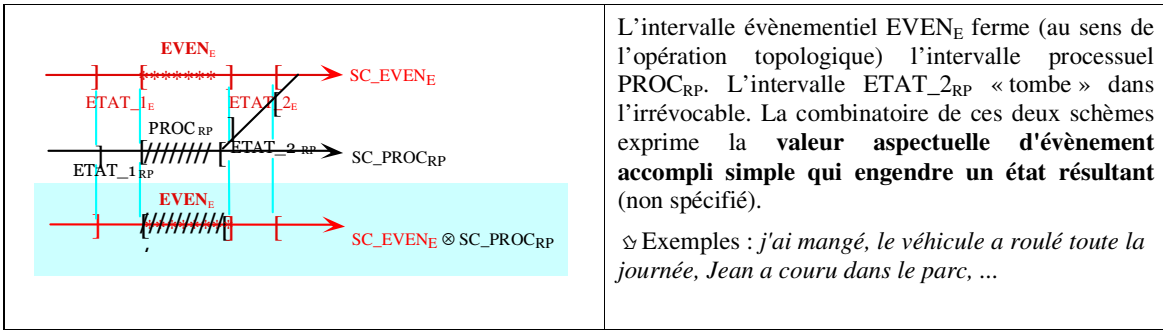 EVEN_E
SC_EVEN_E
ETAT_1_E ETAT_2_E
PROC_RP
ETAT_2_RP SC_PROC_RP
ETAT_1_RP
EVEN_E
SC_EVEN_E ⊗ SC_PROC_RP
L'intervalle évènementiel EVEN_E ferme (au sens de
l'opération topologique) l'intervalle processuel
PROC_RP. L'intervalle ETAT_2_RP « tombe » dans
l'irrévocable. La combinatoire de ces deux schèmes
exprime la valeur aspectuelle d'évènement
accompli simple qui engendre un état résultant
(non spécifié).
Exemples : j'ai mangé, le véhicule a roulé toute la
journée, Jean a couru dans le parc, ...